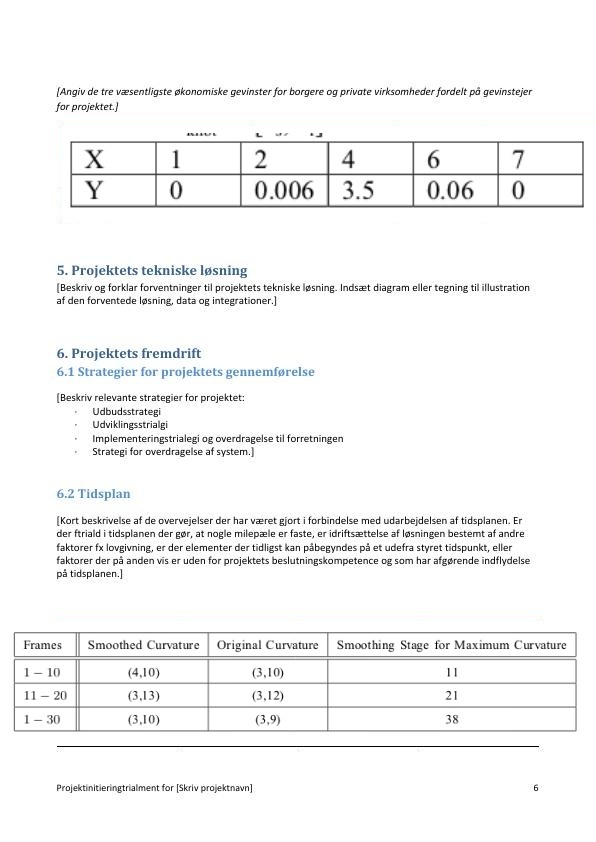 [Angiv de tre væsentligste økonomiske gevinster for borgere og private virksomheder fordelt på gevinstejer
for projektet.]
X 1 2 4 6 7
Y 0 0.006 3.5 0.06 0
5. Projektets tekniske løsning
[Beskriv og forklar forventninger til projektets tekniske løsning. Indsæt diagram eller tegning til illustration
af den forventede løsning, data og integrationer.]
6. Projektets fremdrift
6.1 Strategier for projektets gennemførelse
[Beskriv relevante strategier for projektet:
· Udbudsstrategi
· Udviklingsstrialgi
· Implementeringstrialegi og overdragelse til forretningen
· Strategi for overdragelse af system.]
6.2 Tidsplan
[Kort beskrivelse af de overvejelser der har været gjort i forbindelse med udarbejdelsen af tidsplanen. Er
der ftriald i tidsplanen der gør, at nogle milepæle er faste, er idriftsættelse af løsningen bestemt af andre
faktorer fx lovgivning, er der elementer der tidligst kan påbegyndes på et udefra styret tidspunkt, eller
faktorer der på anden vis er uden for projektets beslutningskompetence og som har afgørende indflydelse
på tidsplanen.]
Frames Smoothed Curvature Original Curvature Smoothing Stage for Maximum Curvature
1 − 10 (4,10) (3,10) 11
11 − 20 (3,13) (3,12) 21
1 − 30 (3,10) (3,9) 38
Projektinitieringtrialment for [Skriv projektnavn] 6